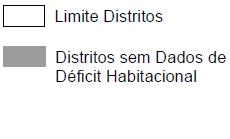 Limite Distritos
Distritos sem Dados de
Déficit Habitacional